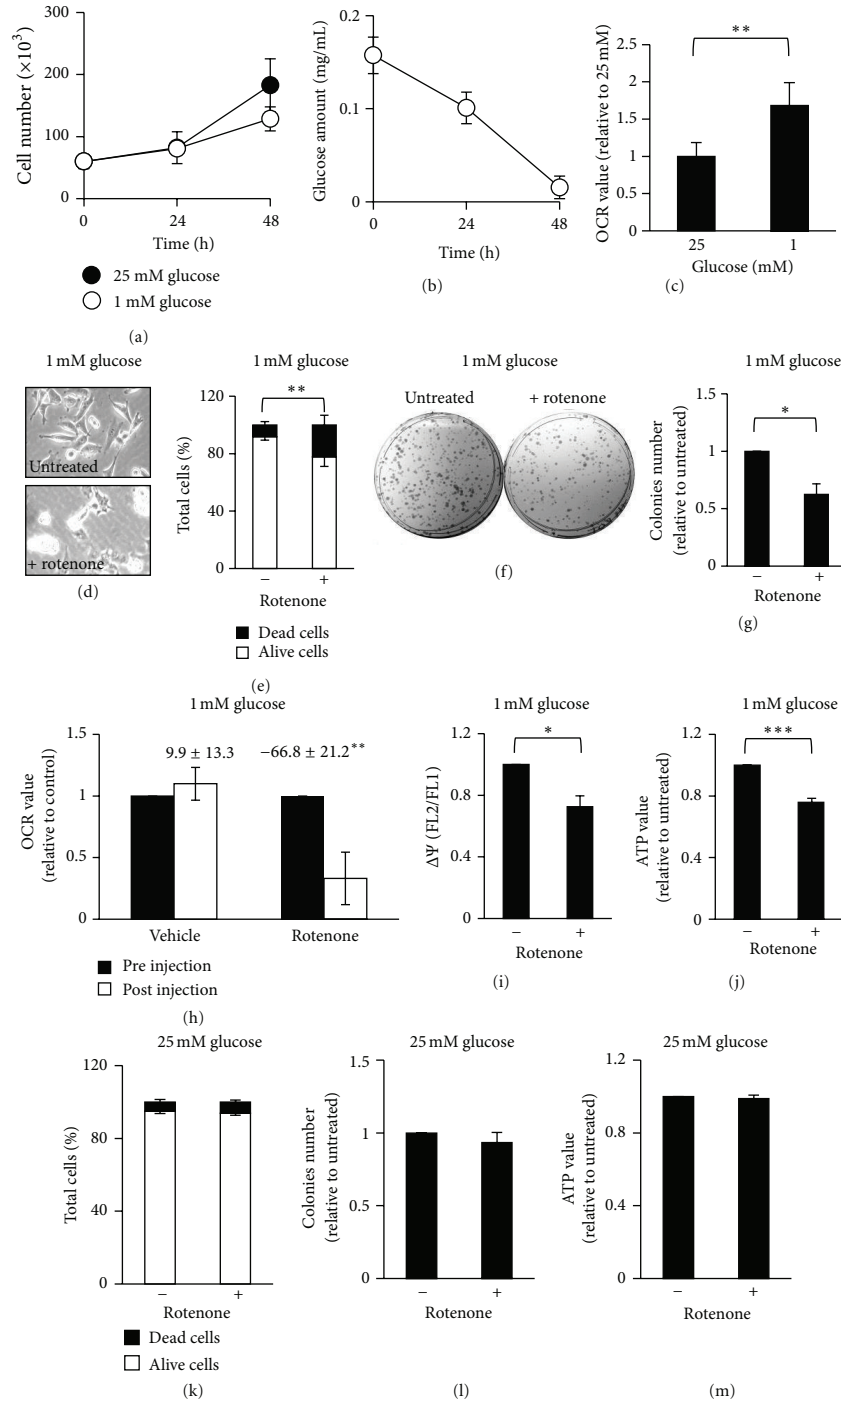 300
200
100
0
Cell number (×10³)
0
24
48
Time (h)
25 mM glucose
1 mM glucose
(a)
0.2
0.1
0
Glucose amount (mg/mL)
0
24
48
Time (h)
(b)
**
2.5
2
1.5
1
0.5
0
OCR value (relative to 25 mM)
25
1
Glucose (mM)
(c)
1 mM glucose
Untreated
+ rotenone
(d)
1 mM glucose
**
120
80
40
0
Total cells (%)
−
+
Rotenone
Dead cells
Alive cells
(e)
1 mM glucose
Untreated
+ rotenone
(f)
1 mM glucose
*
1.5
1
0.5
0
Colonies number
(relative to untreated)
−
+
Rotenone
(g)
1 mM glucose
1.5
1
0.5
0
OCR value
(relative to control)
9.9 ± 13.3
−66.8 ± 21.2**
Vehicle
Rotenone
Pre injection
Post injection
(h)
1 mM glucose
*
1.2
0.8
0.4
0
ΔΨ (FL2/FL1)
−
+
Rotenone
(i)
1 mM glucose
***
1.2
0.8
0.4
0
ATP value
(relative to untreated)
−
+
Rotenone
(j)
25 mM glucose
120
80
40
0
Total cells (%)
−
+
Rotenone
Dead cells
Alive cells
(k)
25 mM glucose
1.5
1
0.5
0
Colonies number
(relative to untreated)
−
+
Rotenone
(l)
25 mM glucose
1.2
0.8
0.4
0
ATP value
(relative to untreated)
−
+
Rotenone
(m)